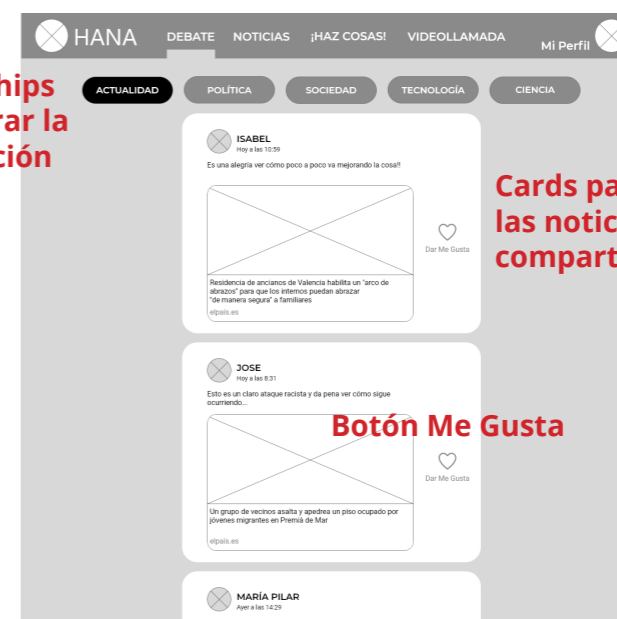 HANA
DEBATE NOTICIAS ¡HAZ COSAS! VIDEOLLAMADA Mi Perfil
hips
rar la
ción
ACTUALIDAD POLÍTICA SOCIEDAD TECNOLOGÍA CIENCIA
ISABEL
Hoy a las 10:59
Es una alegría ver cómo poco a poco va mejorando la cosa!!
Cards pa
las notic
compart
Dar Me Gusta
Residencia de ancianos de Valencia habilita un "arco de
abrazos" para que los internos puedan abrazar
"de manera segura" a familiares
elpaís.es
JOSE
Hoy a las 8:31
Esto es un claro ataque racista y da pena ver cómo sigue
ocurriendo...
Botón Me Gusta
Dar Me Gusta
Un grupo de vecinos asalta y apedrea un piso ocupado por
jóvenes migrantes en Premiá de Mar
elpaís.es
MARÍA PILAR
Ayer a las 14:29